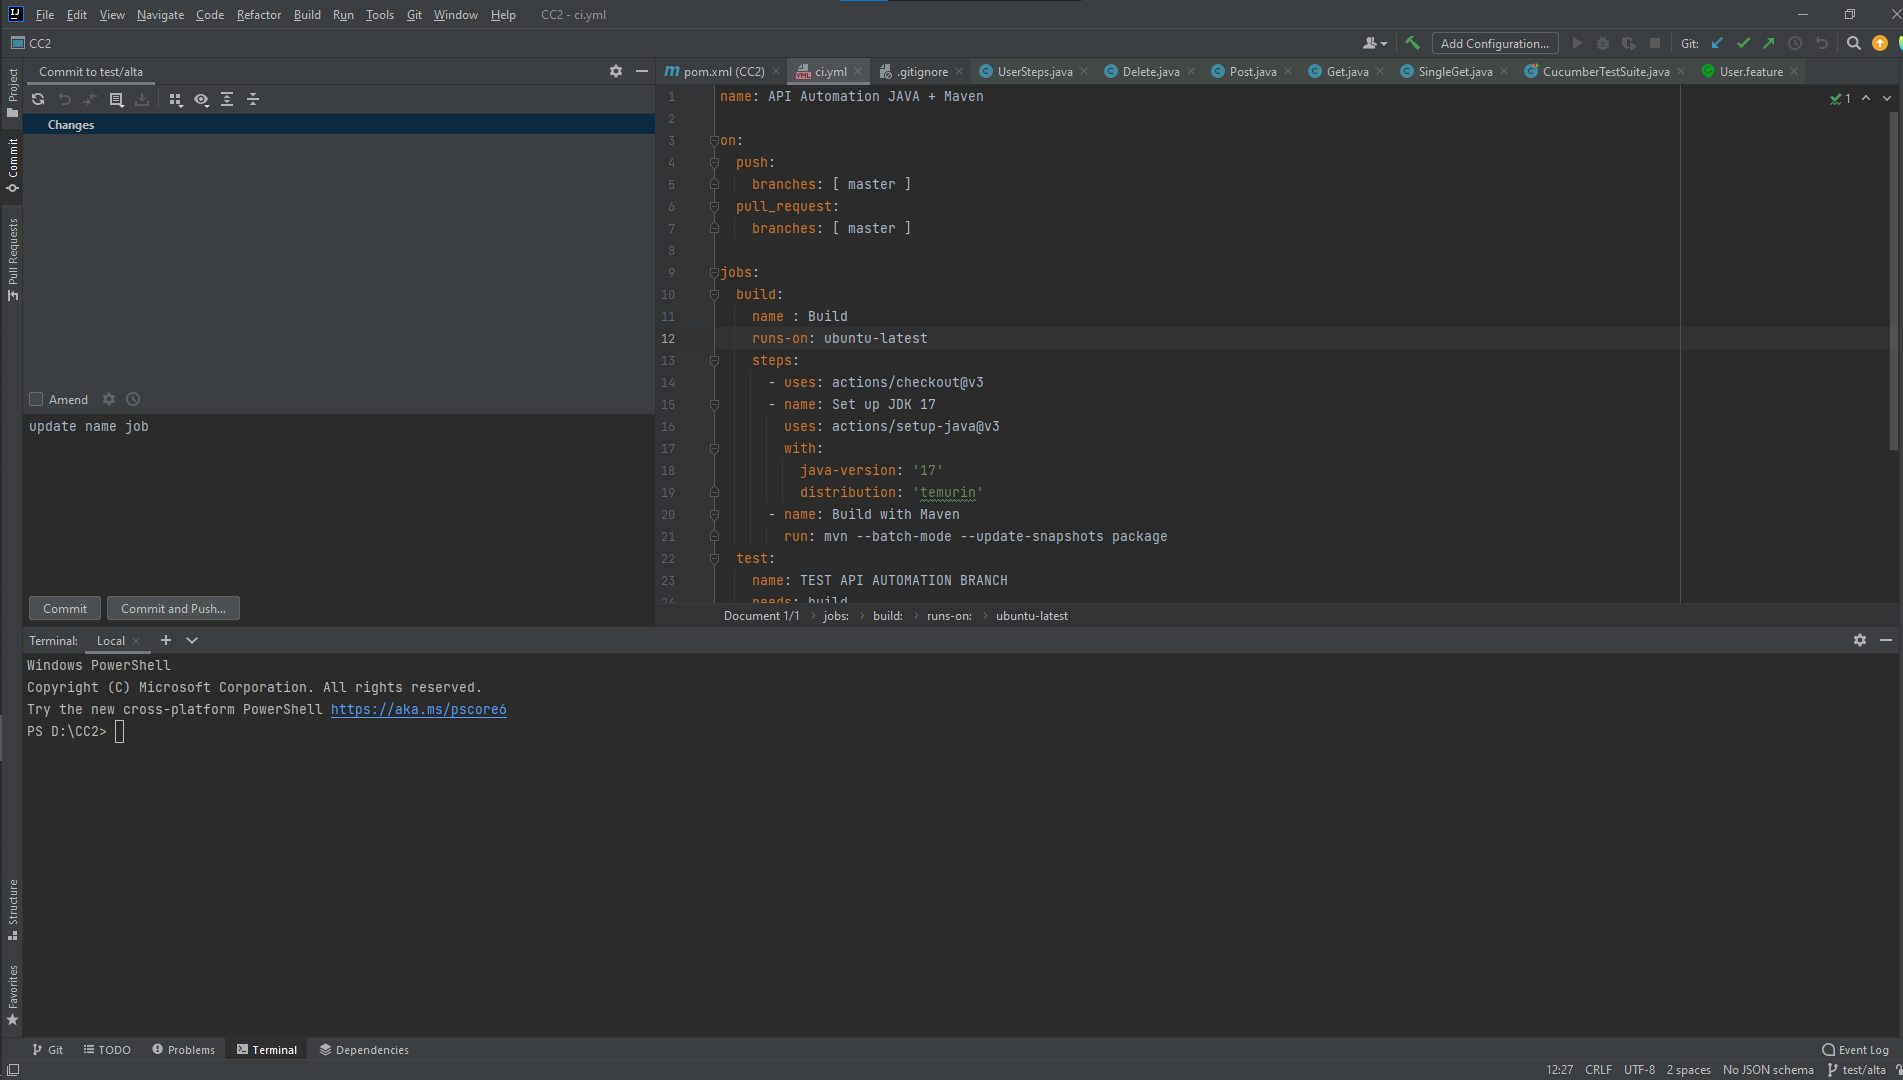 File Edit View Navigate Code Refactor Build Run Tools Git Window Help CC2 - ci.yml
CC2
Add Configuration... Git:
Commit to test/alta
pom.xml (CC2) ci.yml .gitignore UserSteps.java Delete.java Post.java Get.java SingleGet.java CucumberTestSuite.java User.feature
Project
Commit
Pull Requests
Structure
Favorites
Changes
Amend
update name job
Commit Commit and Push...
1 name: API Automation JAVA + Maven
2
3 on:
4 push:
5 branches: [ master ]
6 pull_request:
7 branches: [ master ]
8
9 jobs:
10 build:
11 name : Build
12 runs-on: ubuntu-latest
13 steps:
14 - uses: actions/checkout@v3
15 - name: Set up JDK 17
16 uses: actions/setup-java@v3
17 with:
18 java-version: '17'
19 distribution: 'temurin'
20 - name: Build with Maven
21 run: mvn --batch-mode --update-snapshots package
22 test:
23 name: TEST API AUTOMATION BRANCH
24 needs: build
1
Document 1/1 jobs: build: runs-on: ubuntu-latest
Terminal: Local
Windows PowerShell
Copyright (C) Microsoft Corporation. All rights reserved.
Try the new cross-platform PowerShell https://aka.ms/pscore6
PS D:\CC2>
Git TODO Problems Terminal Dependencies Event Log
12:27 CRLF UTF-8 2 spaces No JSON schema test/alta